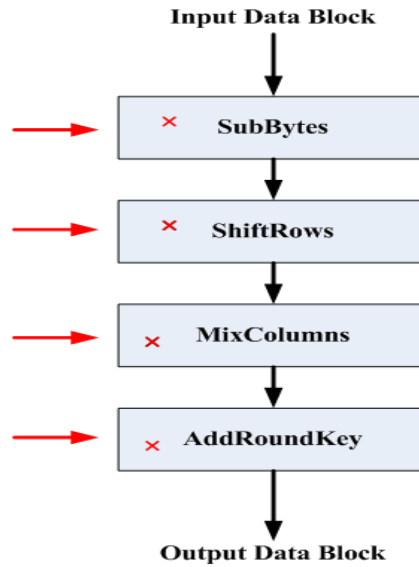 Input Data Block
SubBytes
ShiftRows
MixColumns
AddRoundKey
Output Data Block